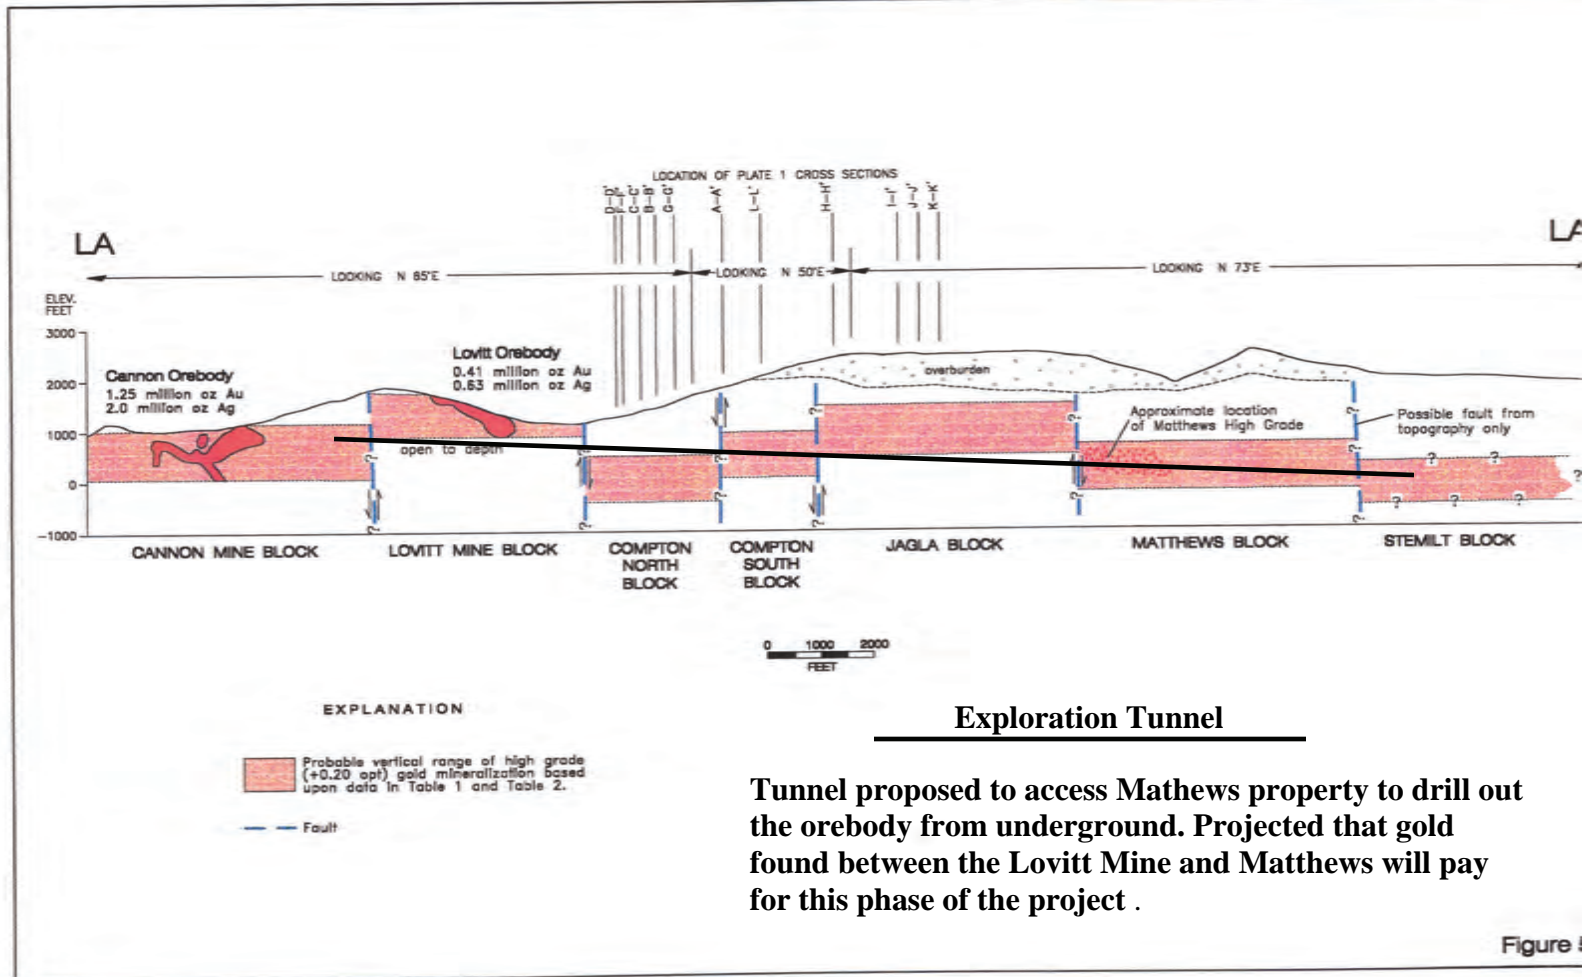 LOCATION OF PLATE 1 CROSS SECTIONS
D-D'
F-F'
C-C'
B-B'
G-G'
A-A'
L-L'
H-H'
I-I'
J-J'
K-K'
LA
LA
LOOKING N 65°E
LOOKING N 50°E
LOOKING N 73°E
ELEV.
FEET
3000
2000
1000
0
-1000
Cannon Orebody
1.25 million oz Au
2.0 million oz Ag
Lovitt Orebody
0.41 million oz Au
0.63 million oz Ag
overburden
open to depth
Approximate location
of Matthews High Grade
Possible fault from
topography only
? ? ? ? ? ? ? ? ? ? ? ? ? ? ? ? ? ? ? ?
CANNON MINE BLOCK
LOVITT MINE BLOCK
COMPTON
NORTH
BLOCK
COMPTON
SOUTH
BLOCK
JAGLA BLOCK
MATTHEWS BLOCK
STEMILT BLOCK
0 1000 2000
FEET
EXPLANATION
Probable vertical range of high grade
(+0.20 opt) gold mineralization based
upon data in Table 1 and Table 2.
Fault
Exploration Tunnel
Tunnel proposed to access Mathews property to drill out
the orebody from underground. Projected that gold
found between the Lovitt Mine and Matthews will pay
for this phase of the project .
Figure 5